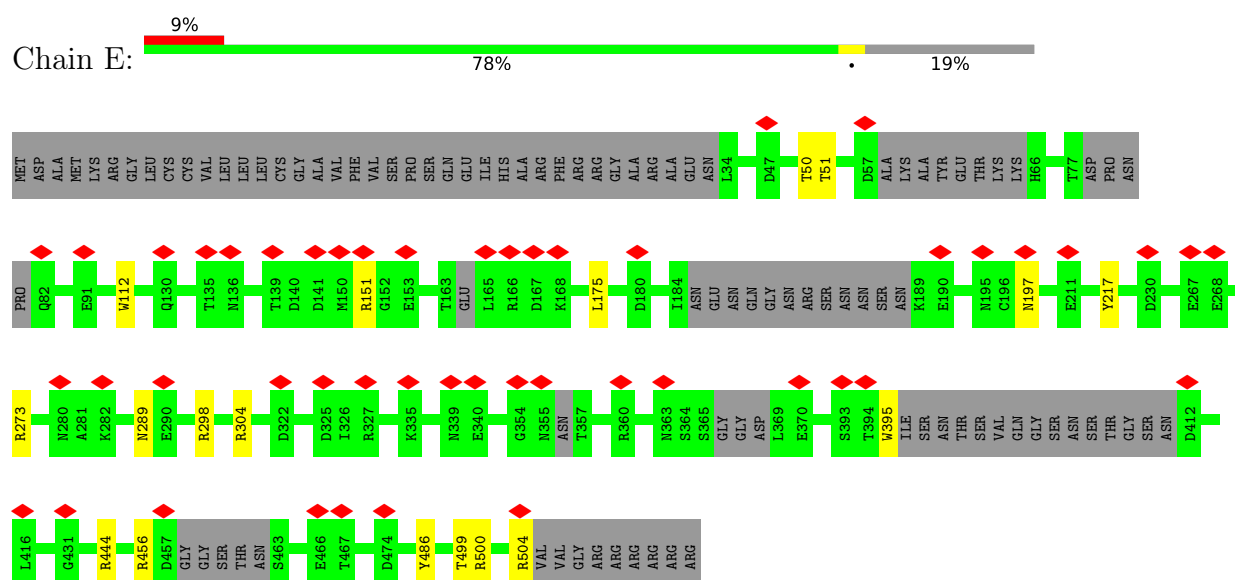 9%
Chain E:
78% • 19%
MET ASP ALA MET LYS ARG GLY LEU CYS CYS VAL LEU LEU LEU CYS GLY ALA VAL PHE VAL SER PRO SER GLN GLU ILE HIS ALA ARG PHE ARG ARG GLY ALA ARG ALA GLU ASN L34 D47 T50 T51 D57 ALA LYS ALA TYR GLU THR LYS LYS H66 T77 ASP PRO ASN
PRO Q82 E91 W112 Q130 T135 N136 T139 D140 D141 M150 R151 G152 E153 T163 GLU L165 R166 D167 K168 L175 D180 I184 ASN GLU ASN GLN GLY ASN ARG SER ASN ASN SER ASN K189 E190 N195 C196 N197 E211 Y217 D230 E267 E268
R273 N280 A281 K282 N289 E290 R298 R304 D322 D325 I326 R327 K335 N339 E340 G354 N355 ASN T357 R360 N363 S364 S365 GLY GLY ASP L369 E370 S393 T394 W395 ILE SER ASN THR SER VAL GLN GLY SER ASN SER THR GLY SER ASN D412
L416 G431 R444 R456 D457 GLY GLY SER THR ASN S463 E466 T467 D474 Y486 T499 R500 R504 VAL VAL GLY ARG ARG ARG ARG ARG ARG